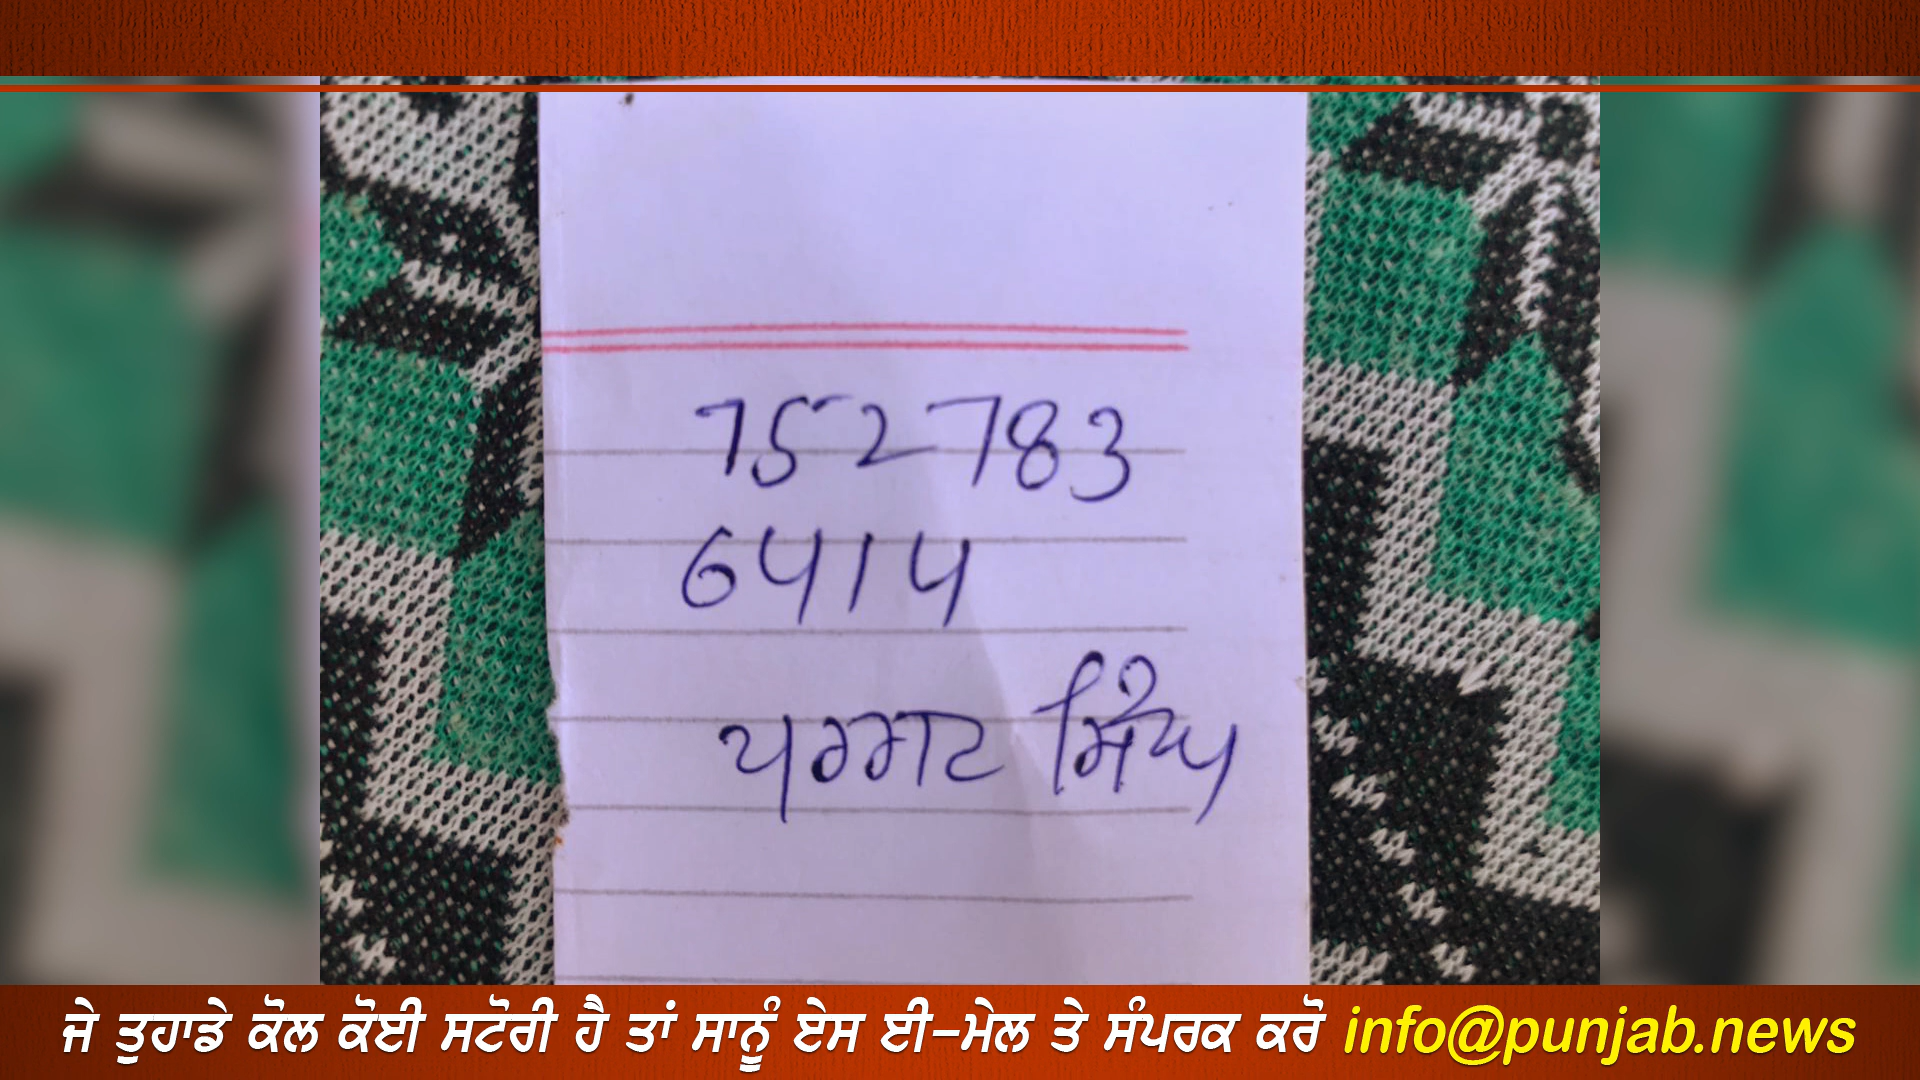 752783
6414
ਪਰਗਟ ਸਿੰਘ
ਜੇ ਤੁਹਾਡੇ ਕੋਲ ਕੋਈ ਸਟੋਰੀ ਹੈ ਤਾਂ ਸਾਨੂੰ ਏਸ ਈ-ਮੇਲ ਤੇ ਸੰਪਰਕ ਕਰੋ info@punjab.news